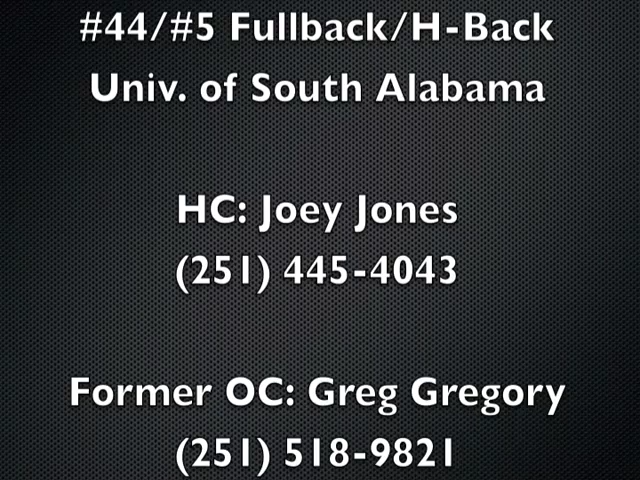 #44/#5 Fullback/H-Back
Univ. of South Alabama
HC: Joey Jones
(251) 445-4043
Former OC: Greg Gregory
(251) 518-9821